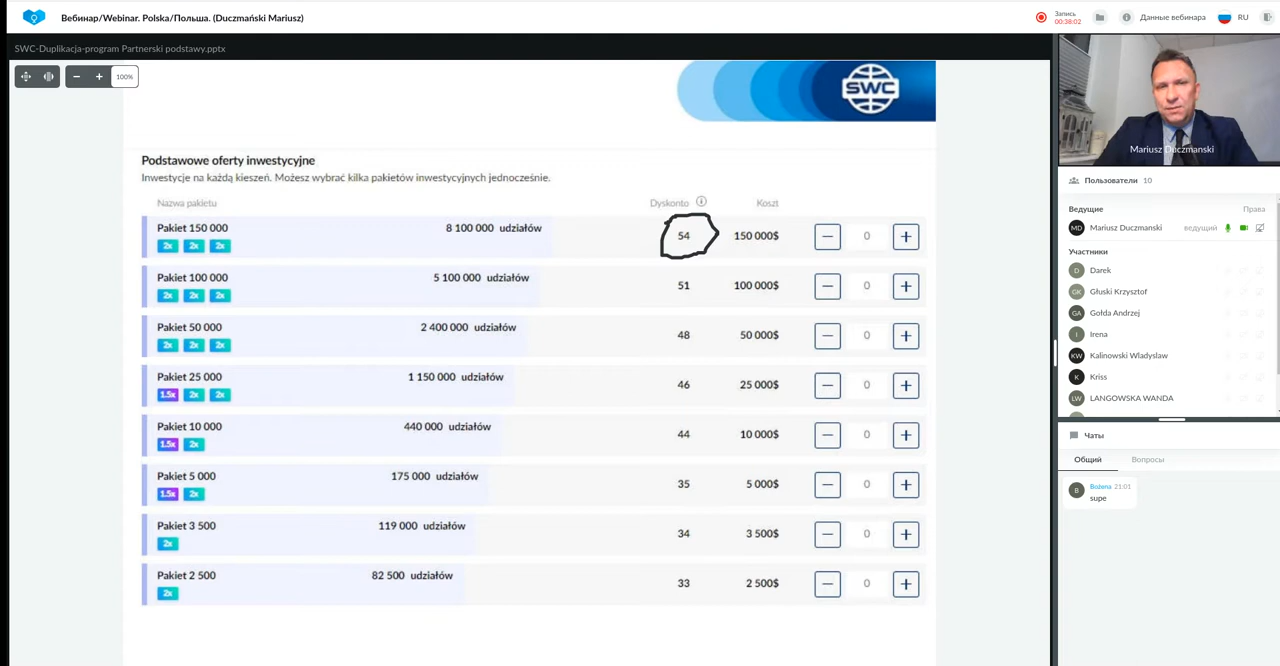 Вебинар/Webinar. Polska/Польша. (Duczmański Mariusz)
Запись
00:38:02
Данные вебинара
RU
SWC-Duplikacja-program Partnerski podstawy.pptx
100%
SWC
Podstawowe oferty inwestycyjne
Inwestycje na każdą kieszeń. Możesz wybrać kilka pakietów inwestycyjnych jednocześnie.
Nazwa pakietu Dyskonto Koszt
Pakiet 150 000 8 100 000 udziałów 54 150 000$ 0
2x 2x 2x
Pakiet 100 000 5 100 000 udziałów 51 100 000$ 0
2x 2x 2x
Pakiet 50 000 2 400 000 udziałów 48 50 000$ 0
2x 2x 2x
Pakiet 25 000 1 150 000 udziałów 46 25 000$ 0
1.5x 2x 2x
Pakiet 10 000 440 000 udziałów 44 10 000$ 0
1.5x 2x
Pakiet 5 000 175 000 udziałów 35 5 000$ 0
1.5x 2x
Pakiet 3 500 119 000 udziałów 34 3 500$ 0
2x
Pakiet 2 500 82 500 udziałów 33 2 500$ 0
2x
Mariusz Duczmanski
Пользователи 10
Ведущие Права
MD Mariusz Duczmanski ведущий
Участники
D Darek
GK Głuski Krzysztof
GA Gołda Andrzej
I Irena
KW Kalinowski Wladyslaw
K Kriss
LW LANGOWSKA WANDA
Чаты
Общий Вопросы
B Bożena 21:01
supe